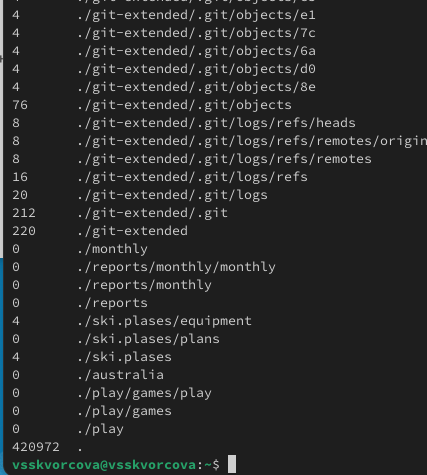 4 ./git-extended/.git/objects/e1
4 ./git-extended/.git/objects/7c
4 ./git-extended/.git/objects/6a
4 ./git-extended/.git/objects/d0
4 ./git-extended/.git/objects/8e
76 ./git-extended/.git/objects
8 ./git-extended/.git/logs/refs/heads
8 ./git-extended/.git/logs/refs/remotes/origin
8 ./git-extended/.git/logs/refs/remotes
16 ./git-extended/.git/logs/refs
20 ./git-extended/.git/logs
212 ./git-extended/.git
220 ./git-extended
0 ./monthly
0 ./reports/monthly/monthly
0 ./reports/monthly
0 ./reports
4 ./ski.plases/equipment
0 ./ski.plases/plans
4 ./ski.plases
0 ./australia
0 ./play/games/play
0 ./play/games
0 ./play
420972 .
vsskvorcova@vsskvorcova:~$